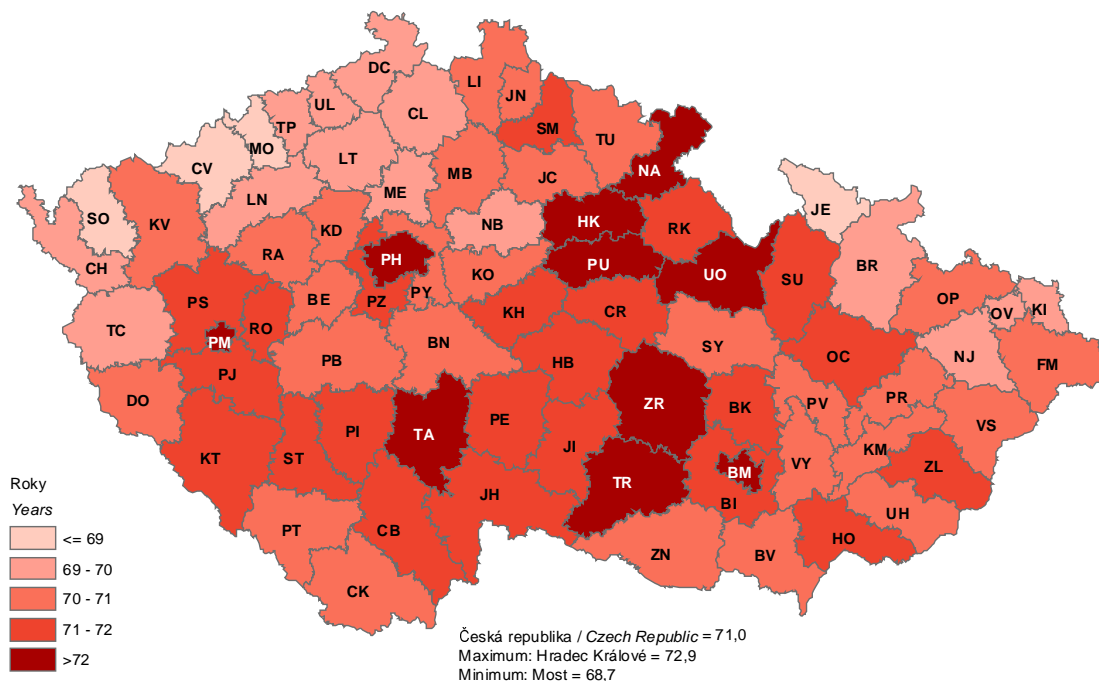 DC
LI
JN
UL
CL
TP
SM
TU
MO
LT
CV
MB
JC
NA
ME
LN
JE
SO
KV
KD
NB
HK
RK
RA
PH
PU
UO
BR
CH
KO
SU
OP
PS
BE
PZ
PY
KI
OV
TC
RO
KH
CR
PM
BN
SY
PB
HB
OC
NJ
FM
PJ
DO
PR
ZR
BK
PV
PE
VS
PI
TA
JI
KT
ST
KM
VY
ZL
BM
TR
JH
BI
UH
PT
CB
HO
ZN
BV
CK
Roky
Years
<= 69
69 - 70
70 - 71
71 - 72
>72
Česká republika / Czech Republic = 71,0
Maximum: Hradec Králové = 72,9
Minimum: Most = 68,7